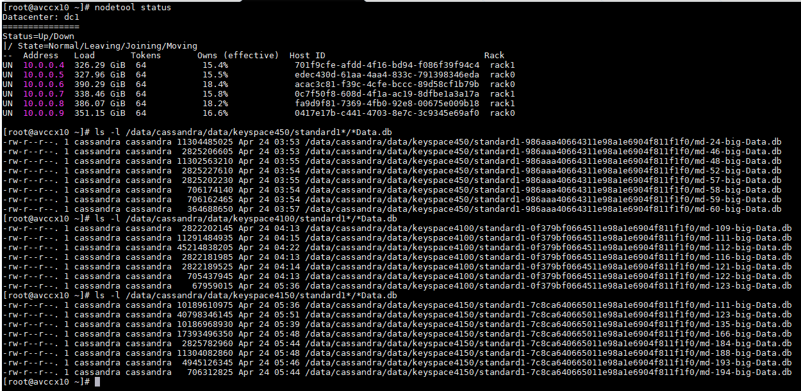 [root@avccx10 ~]# nodetool status
Datacenter: dc1
===============
Status=Up/Down
|/ State=Normal/Leaving/Joining/Moving
--  Address   Load        Tokens  Owns (effective)  Host ID                               Rack
UN  10.0.0.4  326.29 GiB  64      15.4%             701f9cfe-afdd-4f16-bd94-f086f39f94c4  rack1
UN  10.0.0.5  327.96 GiB  64      15.5%             edec430d-61aa-4aa4-833c-791398346eda  rack0
UN  10.0.0.6  390.29 GiB  64      18.4%             acac3c81-f39c-4cfe-bccc-89d58cf1b79b  rack0
UN  10.0.0.7  338.46 GiB  64      15.8%             0c7f50f8-608d-4f1a-ac19-8dfbe1a3a17a  rack1
UN  10.0.0.8  386.31 GiB  64      18.2%             fa9d9f81-7369-4fb0-92e8-00675e009b18  rack1
UN  10.0.0.9  351.15 GiB  64      16.6%             0417e17b-c441-4703-8e7c-3c9345e69af0  rack0
[root@avccx10 ~]# ls -l /data/cassandra/data/keyspace450/standard1*/*Data.db
-rw-r--r--. 1 cassandra cassandra 11304485025 Apr 24 03:53 /data/cassandra/data/keyspace450/standard1-986aaa40664311e98a1e6904f811f1f0/md-24-big-Data.db
-rw-r--r--. 1 cassandra cassandra 2825206605 Apr 24 03:53 /data/cassandra/data/keyspace450/standard1-986aaa40664311e98a1e6904f811f1f0/md-46-big-Data.db
-rw-r--r--. 1 cassandra cassandra 11302563210 Apr 24 03:55 /data/cassandra/data/keyspace450/standard1-986aaa40664311e98a1e6904f811f1f0/md-48-big-Data.db
-rw-r--r--. 1 cassandra cassandra 2825227610 Apr 24 03:54 /data/cassandra/data/keyspace450/standard1-986aaa40664311e98a1e6904f811f1f0/md-52-big-Data.db
-rw-r--r--. 1 cassandra cassandra 2825202230 Apr 24 03:55 /data/cassandra/data/keyspace450/standard1-986aaa40664311e98a1e6904f811f1f0/md-57-big-Data.db
-rw-r--r--. 1 cassandra cassandra 706174140 Apr 24 03:54 /data/cassandra/data/keyspace450/standard1-986aaa40664311e98a1e6904f811f1f0/md-58-big-Data.db
-rw-r--r--. 1 cassandra cassandra 706162465 Apr 24 03:54 /data/cassandra/data/keyspace450/standard1-986aaa40664311e98a1e6904f811f1f0/md-59-big-Data.db
-rw-r--r--. 1 cassandra cassandra 364688650 Apr 24 03:57 /data/cassandra/data/keyspace450/standard1-986aaa40664311e98a1e6904f811f1f0/md-60-big-Data.db
[root@avccx10 ~]# ls -l /data/cassandra/data/keyspace4100/standard1*/*Data.db
-rw-r--r--. 1 cassandra cassandra 2822202145 Apr 24 04:13 /data/cassandra/data/keyspace4100/standard1-0f379bf0664511e98a1e6904f811f1f0/md-109-big-Data.db
-rw-r--r--. 1 cassandra cassandra 11291484935 Apr 24 04:15 /data/cassandra/data/keyspace4100/standard1-0f379bf0664511e98a1e6904f811f1f0/md-111-big-Data.db
-rw-r--r--. 1 cassandra cassandra 45214838205 Apr 24 04:22 /data/cassandra/data/keyspace4100/standard1-0f379bf0664511e98a1e6904f811f1f0/md-112-big-Data.db
-rw-r--r--. 1 cassandra cassandra 2822181985 Apr 24 04:13 /data/cassandra/data/keyspace4100/standard1-0f379bf0664511e98a1e6904f811f1f0/md-116-big-Data.db
-rw-r--r--. 1 cassandra cassandra 2822189525 Apr 24 04:14 /data/cassandra/data/keyspace4100/standard1-0f379bf0664511e98a1e6904f811f1f0/md-121-big-Data.db
-rw-r--r--. 1 cassandra cassandra 705437945 Apr 24 04:13 /data/cassandra/data/keyspace4100/standard1-0f379bf0664511e98a1e6904f811f1f0/md-122-big-Data.db
-rw-r--r--. 1 cassandra cassandra 67959015 Apr 24 05:36 /data/cassandra/data/keyspace4100/standard1-0f379bf0664511e98a1e6904f811f1f0/md-123-big-Data.db
[root@avccx10 ~]# ls -l /data/cassandra/data/keyspace4150/standard1*/*Data.db
-rw-r--r--. 1 cassandra cassandra 101896109975 Apr 24 05:36 /data/cassandra/data/keyspace4150/standard1-7c8ca640665011e98a1e6904f811f1f0/md-111-big-Data.db
-rw-r--r--. 1 cassandra cassandra 40798346145 Apr 24 05:51 /data/cassandra/data/keyspace4150/standard1-7c8ca640665011e98a1e6904f811f1f0/md-123-big-Data.db
-rw-r--r--. 1 cassandra cassandra 10186968930 Apr 24 05:39 /data/cassandra/data/keyspace4150/standard1-7c8ca640665011e98a1e6904f811f1f0/md-135-big-Data.db
-rw-r--r--. 1 cassandra cassandra 17393496350 Apr 24 05:48 /data/cassandra/data/keyspace4150/standard1-7c8ca640665011e98a1e6904f811f1f0/md-166-big-Data.db
-rw-r--r--. 1 cassandra cassandra 2825782960 Apr 24 05:44 /data/cassandra/data/keyspace4150/standard1-7c8ca640665011e98a1e6904f811f1f0/md-184-big-Data.db
-rw-r--r--. 1 cassandra cassandra 11304082860 Apr 24 05:48 /data/cassandra/data/keyspace4150/standard1-7c8ca640665011e98a1e6904f811f1f0/md-188-big-Data.db
-rw-r--r--. 1 cassandra cassandra 4945126345 Apr 24 05:46 /data/cassandra/data/keyspace4150/standard1-7c8ca640665011e98a1e6904f811f1f0/md-193-big-Data.db
-rw-r--r--. 1 cassandra cassandra 706312825 Apr 24 05:44 /data/cassandra/data/keyspace4150/standard1-7c8ca640665011e98a1e6904f811f1f0/md-194-big-Data.db
[root@avccx10 ~]#